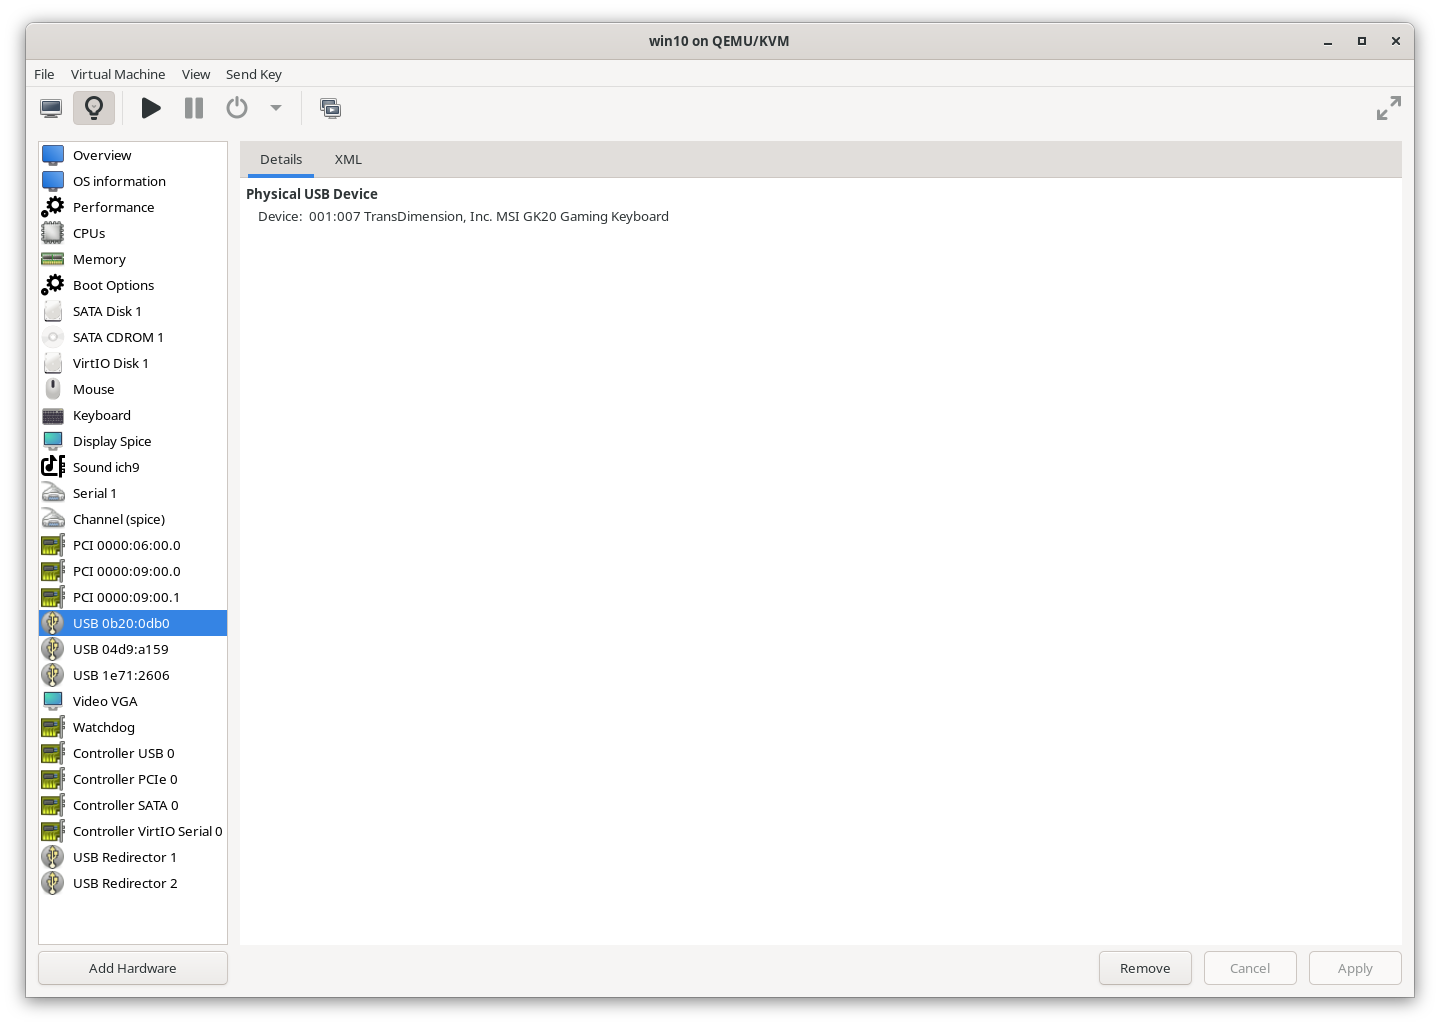 win10 on QEMU/KVM
File Virtual Machine View Send Key
Details XML
Overview
OS information
Performance
CPUs
Memory
Boot Options
SATA Disk 1
SATA CDROM 1
VirtIO Disk 1
Mouse
Keyboard
Display Spice
Sound ich9
Serial 1
Channel (spice)
PCI 0000:06:00.0
PCI 0000:09:00.0
PCI 0000:09:00.1
USB 0b20:0db0
USB 04d9:a159
USB 1e71:2606
Video VGA
Watchdog
Controller USB 0
Controller PCIe 0
Controller SATA 0
Controller VirtIO Serial 0
USB Redirector 1
USB Redirector 2
Physical USB Device
Device: 001:007 TransDimension, Inc. MSI GK20 Gaming Keyboard
Add Hardware
Remove Cancel Apply